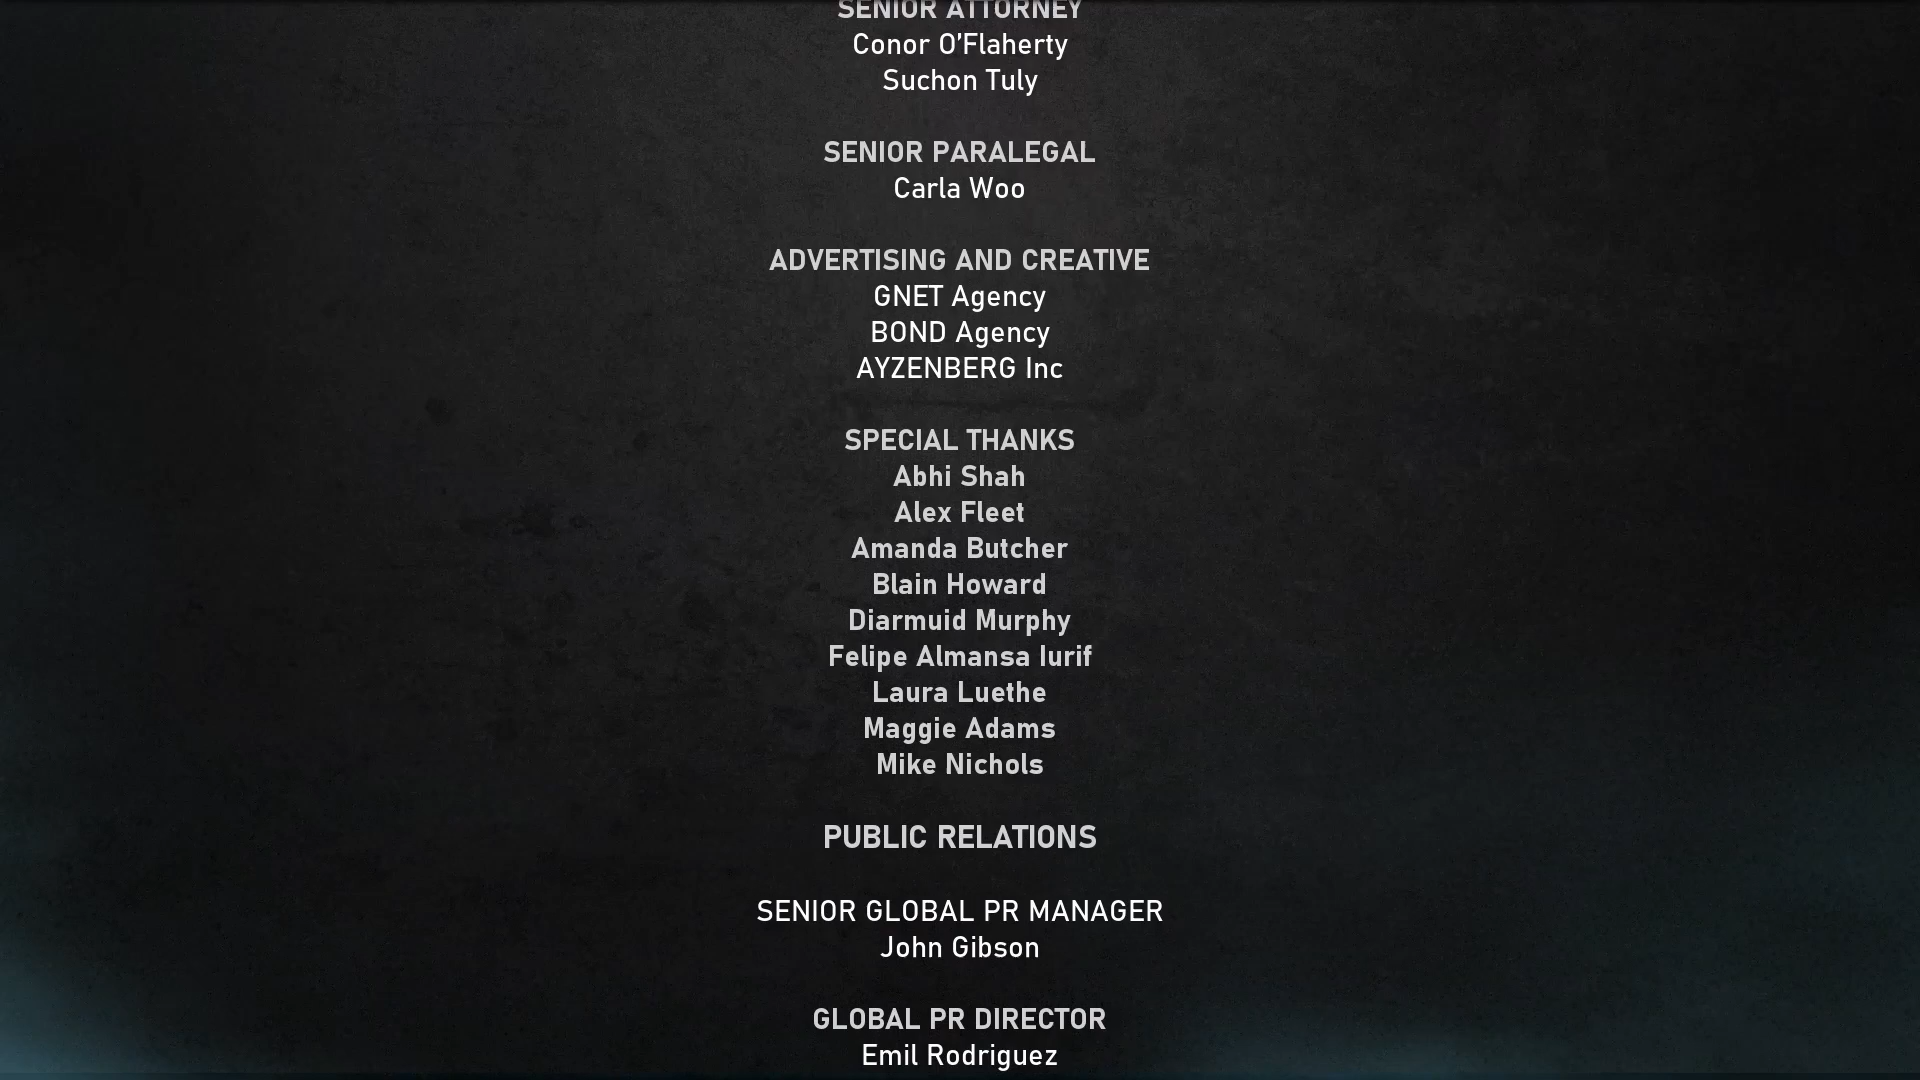 SENIOR ATTORNEY
Conor O’Flaherty
Suchon Tuly
SENIOR PARALEGAL
Carla Woo
ADVERTISING AND CREATIVE
GNET Agency
BOND Agency
AYZENBERG Inc
SPECIAL THANKS
Abhi Shah
Alex Fleet
Amanda Butcher
Blain Howard
Diarmuid Murphy
Felipe Almansa Iurif
Laura Luethe
Maggie Adams
Mike Nichols
PUBLIC RELATIONS
SENIOR GLOBAL PR MANAGER
John Gibson
GLOBAL PR DIRECTOR
Emil Rodriguez